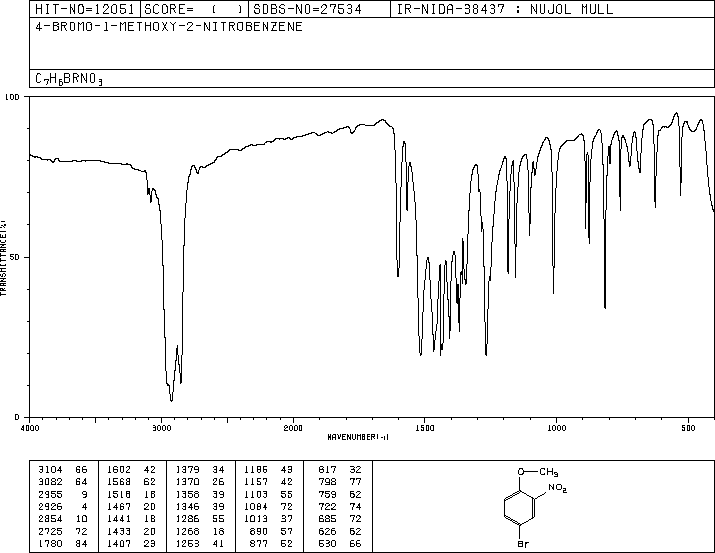 HIT-NO=12051 SCORE= ( ) SDBS-NO=27534 IR-NIDA-38437 : NUJOL MULL
4-BROMO-1-METHOXY-2-NITROBENZENE
C7H6BRNO3
100
50
0
TRANSMITTANCE(%)
4000 3000 2000 1500 1000 500
WAVENUMBER(-1)
3104 66 1602 42 1379 34 1186 43 817 32
3082 64 1568 62 1370 26 1157 42 798 77
2955 9 1518 18 1358 39 1103 55 759 62
2926 4 1467 20 1346 39 1084 72 722 74
2854 10 1441 18 1286 55 1013 37 685 72
2725 72 1433 20 1268 18 890 57 626 62
1780 84 1407 23 1253 41 877 52 530 66
O CH3
NO2
Br